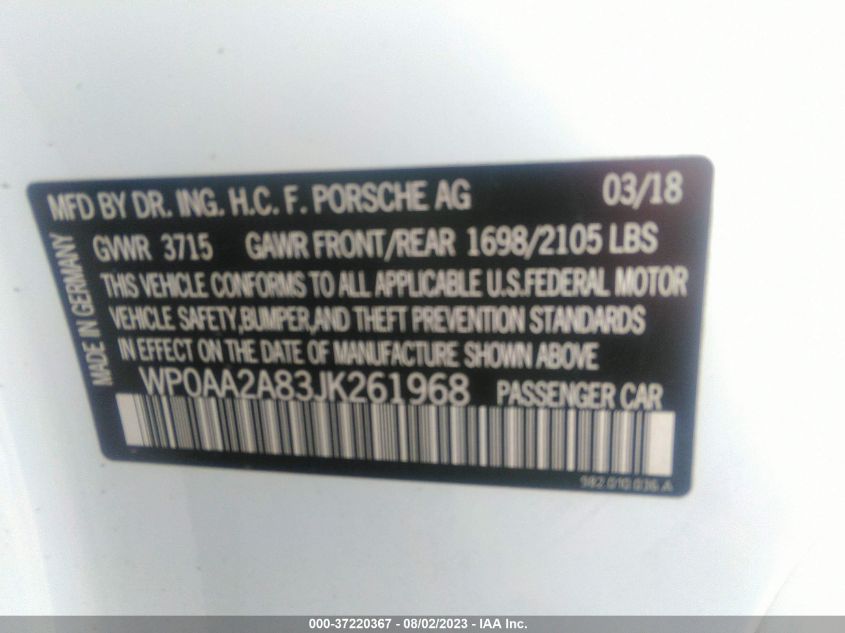 MFD BY DR. ING. H.C. F. PORSCHE AG 03/18
GVWR 3715 GAWR FRONT/REAR 1698/2105 LBS
THIS VEHICLE CONFORMS TO ALL APPLICABLE U.S.FEDERAL MOTOR
VEHICLE SAFETY,BUMPER,AND THEFT PREVENTION STANDARDS
IN EFFECT ON THE DATE OF MANUFACTURE SHOWN ABOVE
WP0AA2A83JK261968 PASSENGER CAR
MADE IN GERMANY
982.010.036.A
000-37220367 - 08/02/2023 - IAA Inc.